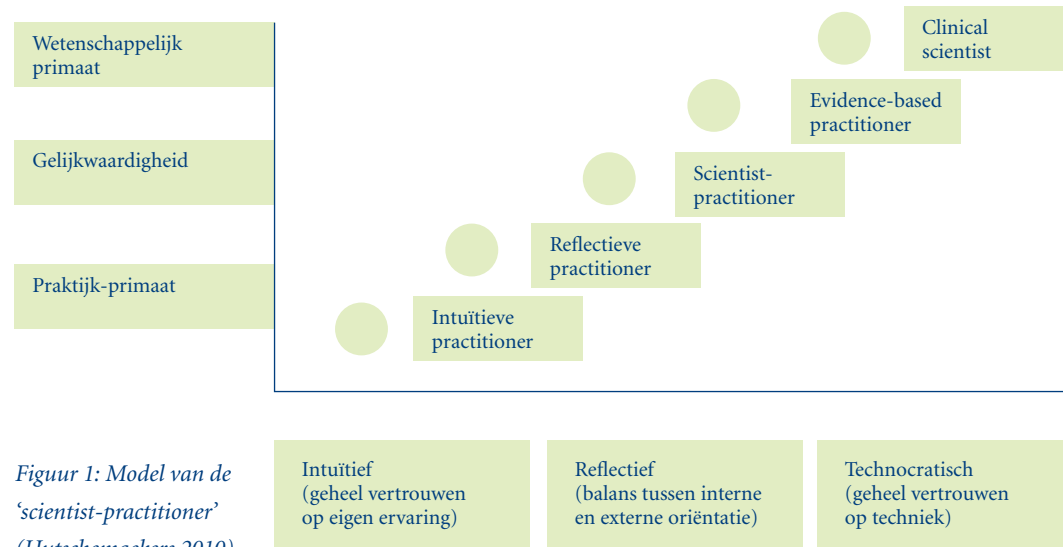 Wetenschappelijk
primaat
Gelijkwaardigheid
Praktijk-primaat
Clinical
scientist
Evidence-based
practitioner
Scientist-
practitioner
Reflectieve
practitioner
Intuïtieve
practitioner
Figuur 1: Model van de
‘scientist-practitioner’
(Hutschemaekers 2010)
Intuïtief
(geheel vertrouwen
op eigen ervaring)
Reflectief
(balans tussen interne
en externe oriëntatie)
Technocratisch
(geheel vertrouwen
op techniek)